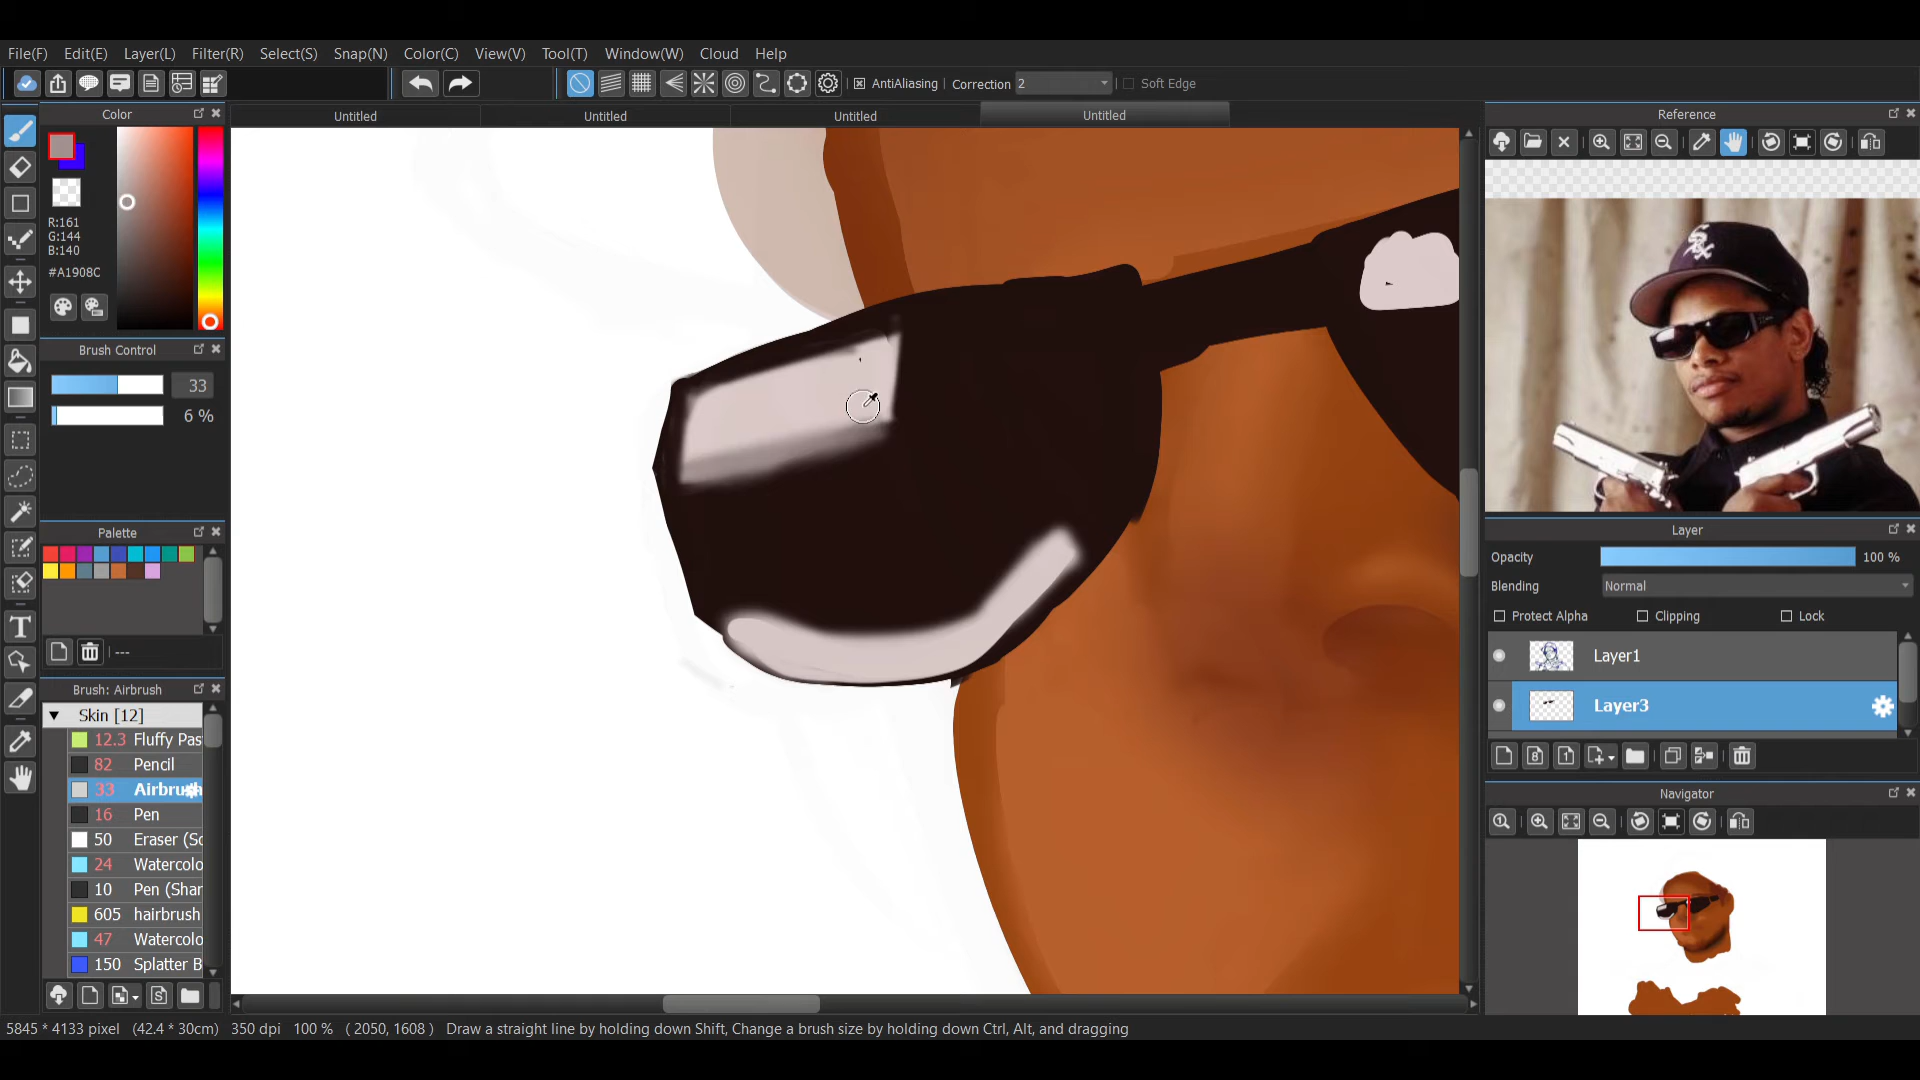 File(F) Edit(E) Layer(L) Filter(R) Select(S) Snap(N) Color(C) View(V) Tool(T) Window(W) Cloud Help
AntiAliasing Correction 2 Soft Edge
Color
Untitled Untitled Untitled Untitled
Reference
R:161
G:144
B:140
#A1908C
Brush Control
33
6 %
Palette
---
Brush: Airbrush
Skin [12]
12.3 Fluffy Pas
82 Pencil
33 Airbrush
16 Pen
50 Eraser (So
24 Watercolo
10 Pen (Shar
605 hairbrush
47 Watercolo
150 Splatter B
Sox
Layer
Opacity 100 %
Blending Normal
Protect Alpha Clipping Lock
Layer1
Layer3
Navigator
5845 * 4133 pixel (42.4 * 30cm) 350 dpi 100 % ( 2050, 1608 ) Draw a straight line by holding down Shift, Change a brush size by holding down Ctrl, Alt, and dragging